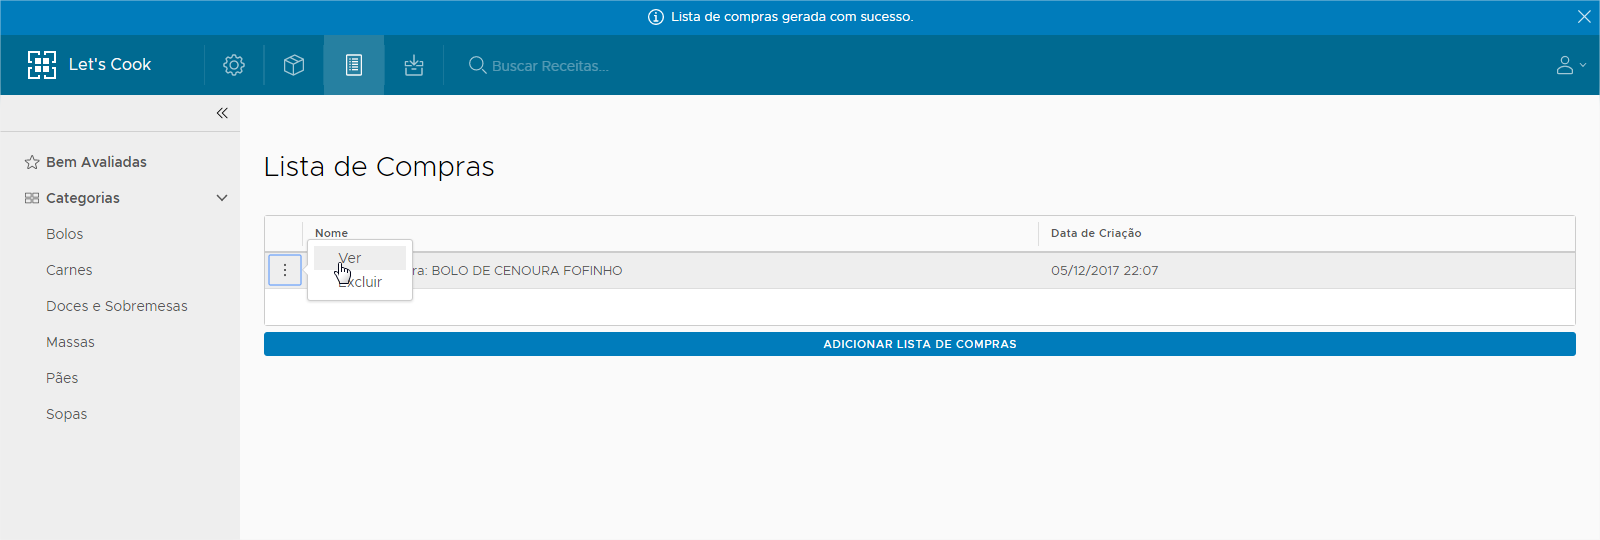 Lista de compras gerada com sucesso.
Let's Cook
Buscar Receitas...
Bem Avaliadas
Categorias
Bolos
Carnes
Doces e Sobremesas
Massas
Pães
Sopas
Lista de Compras
Nome
Data de Criação
Ver
Excluir
ra: BOLO DE CENOURA FOFINHO
05/12/2017 22:07
ADICIONAR LISTA DE COMPRAS